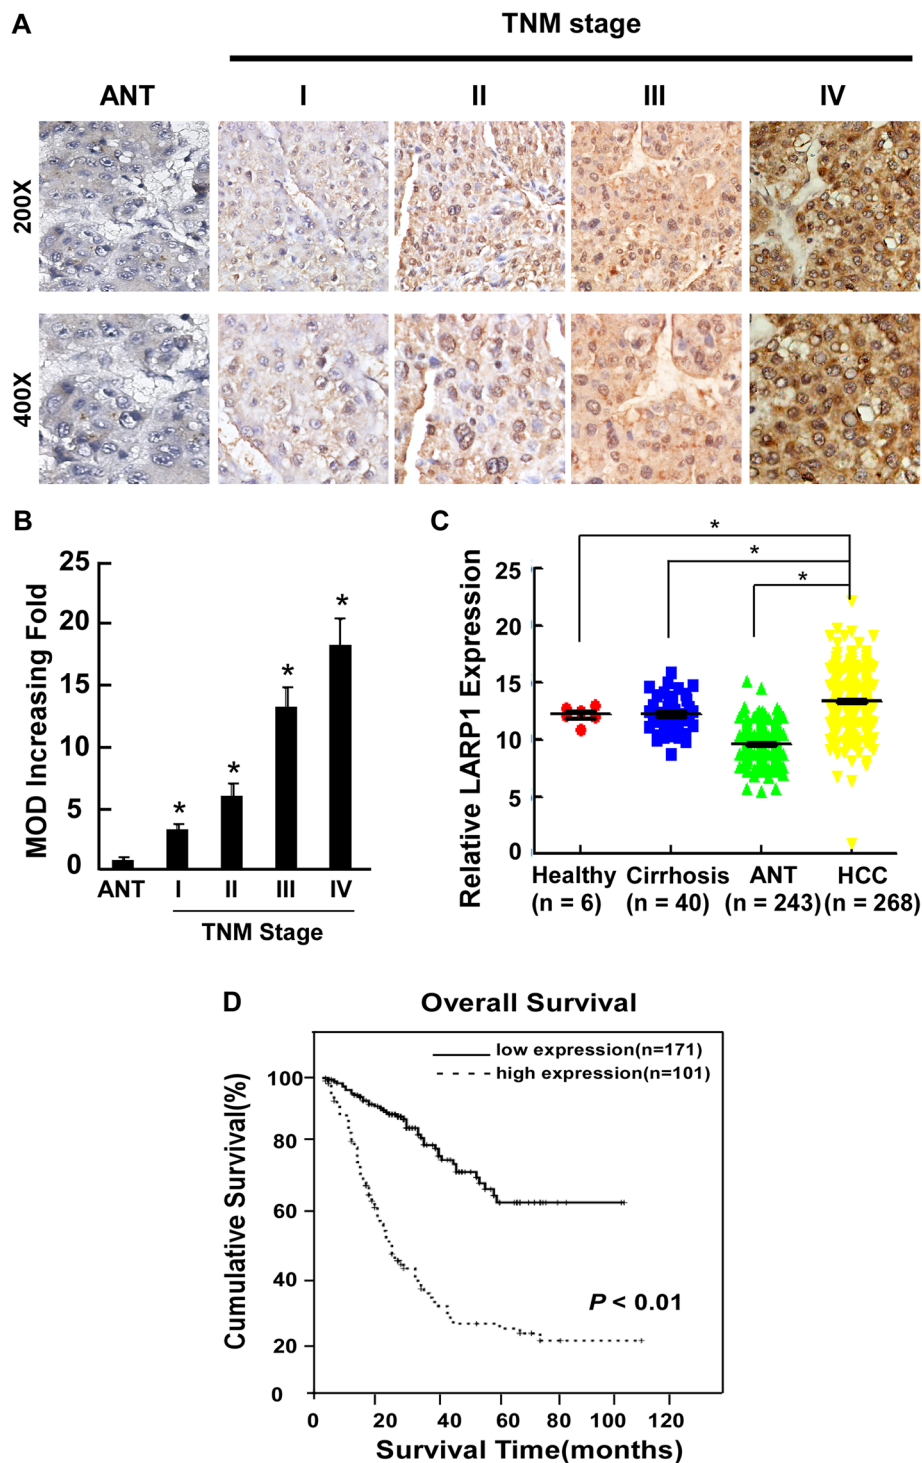 A
TNM stage
ANT I II III IV
200X
400X
B
MOD Increasing Fold
25
20
15
10
5
0
* * * *
ANT I II III IV
TNM Stage
C
Relative LARP1 Expression
* * *
25
20
15
10
5
0
Healthy Cirrhosis ANT HCC
(n = 6) (n = 40) (n = 243) (n = 268)
D
Overall Survival
low expression(n=171)
high expression(n=101)
Cumulative Survival(%)
100
80
60
40
20
0
P < 0.01
0 20 40 60 80 100 120
Survival Time(months)